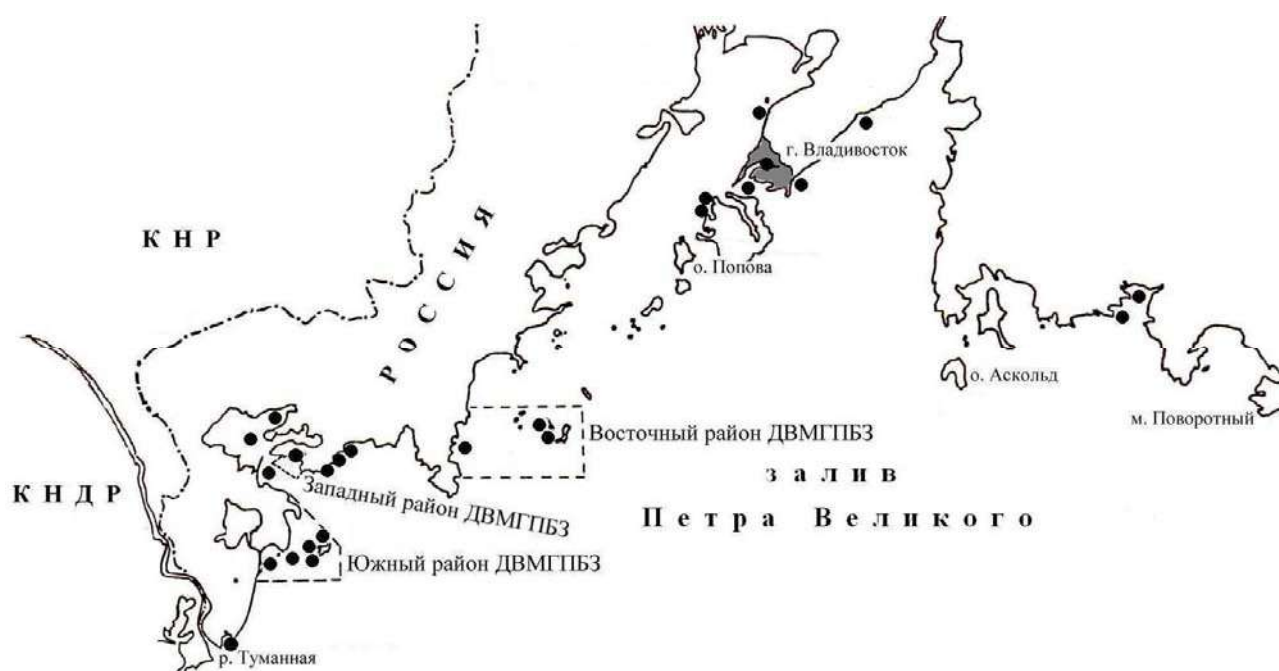 г. Владивосток
КНР
РОССИЯ
о. Попова
о. Аскольд
м. Поворотный
Восточный район ДВМГПБЗ
залив
Петра Великого
КНДР
Западный район ДВМГПБЗ
Южный район ДВМГПБЗ
р. Туманная